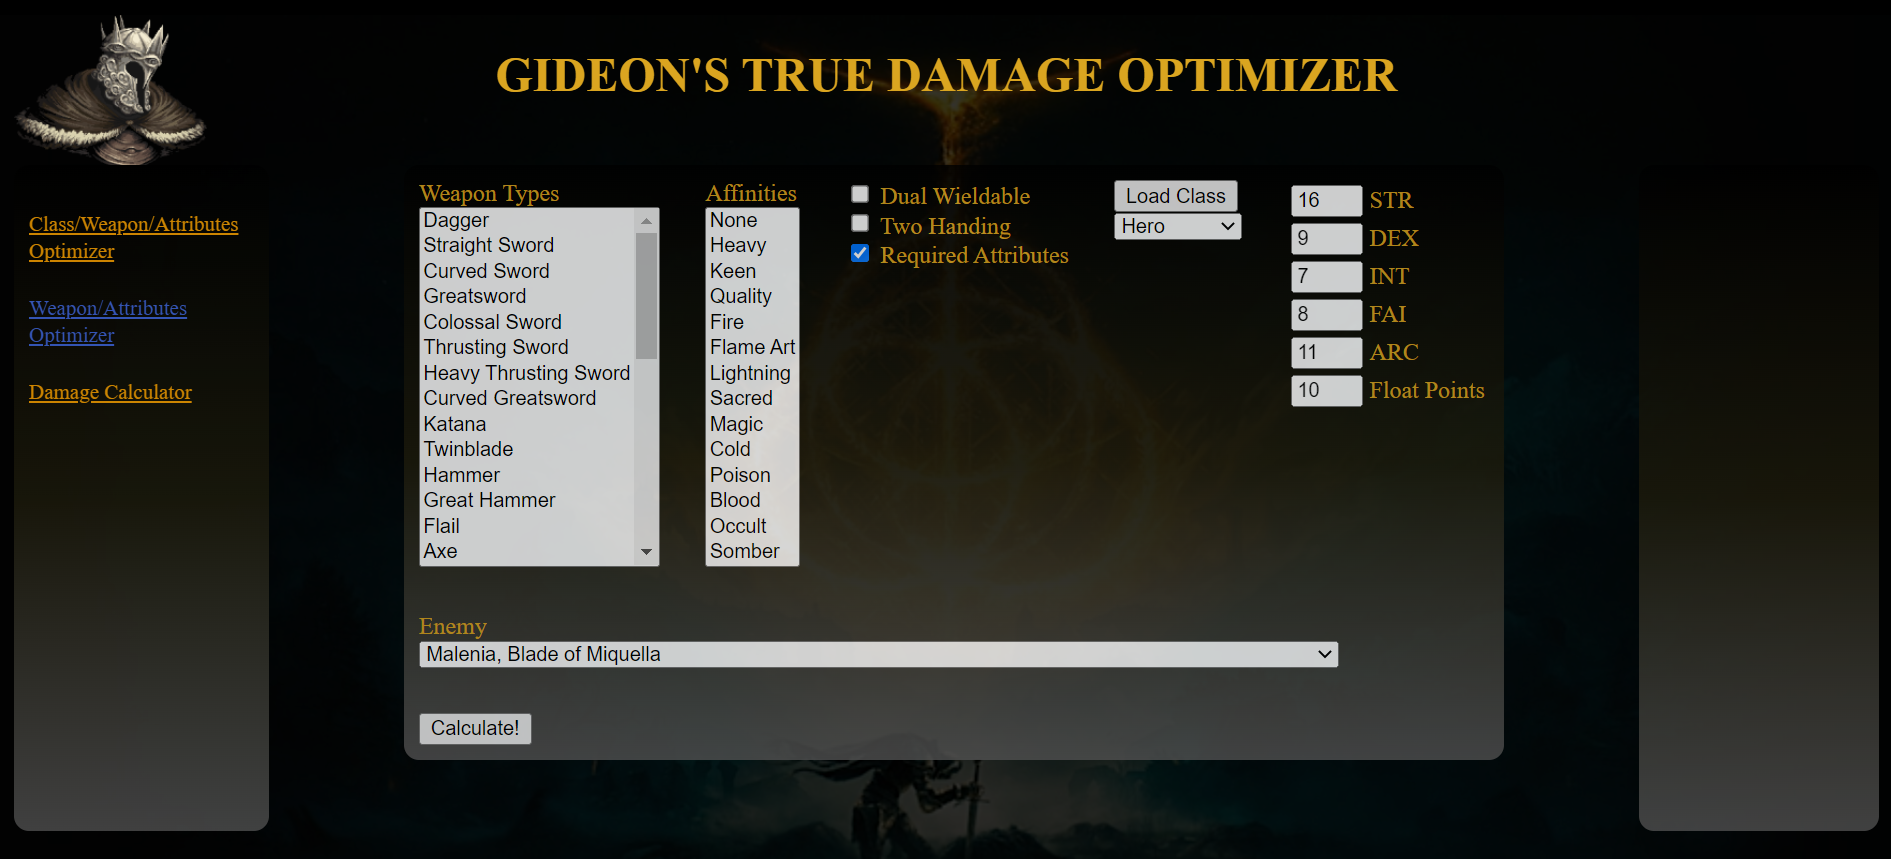 GIDEON'S TRUE DAMAGE OPTIMIZER
Class/Weapon/Attributes
Optimizer
Weapon/Attributes
Optimizer
Damage Calculator
Weapon Types
Dagger
Straight Sword
Curved Sword
Greatsword
Colossal Sword
Thrusting Sword
Heavy Thrusting Sword
Curved Greatsword
Katana
Twinblade
Hammer
Great Hammer
Flail
Axe
Affinities
None
Heavy
Keen
Quality
Fire
Flame Art
Lightning
Sacred
Magic
Cold
Poison
Blood
Occult
Somber
Dual Wieldable
Two Handing
Required Attributes
Load Class
Hero
16 STR
9 DEX
7 INT
8 FAI
11 ARC
10 Float Points
Enemy
Malenia, Blade of Miquella
Calculate!